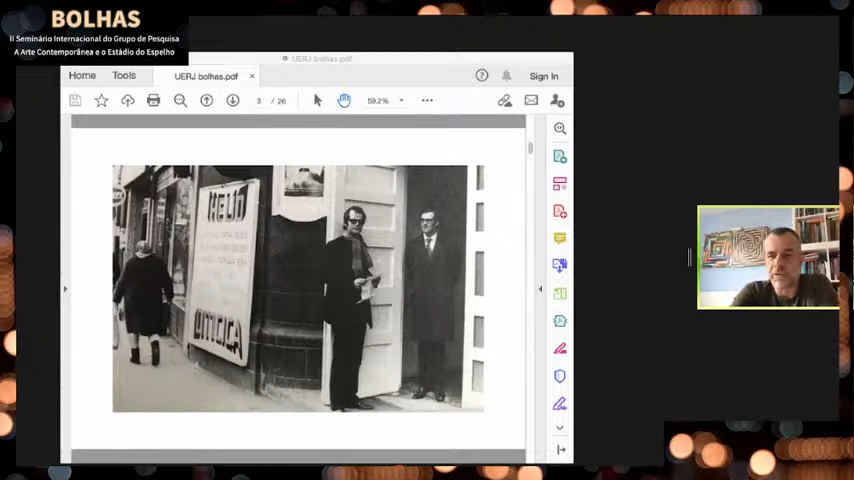 BOLHAS
II Seminário Internacional do Grupo de Pesquisa
A Arte Contemporânea e o Estádio do Espelho
UERJ bolhas.pdf
Home Tools UERJ bolhas.pdf × Sign In
3 / 26 59.2%
HELIO
OITICICA